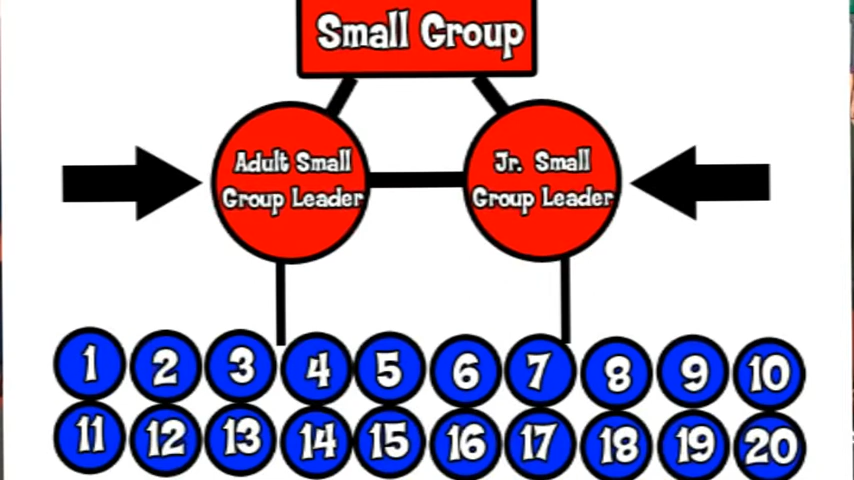 Small Group
Adult Small
Group Leader
Jr. Small
Group Leader
1 2 3 4 5 6 7 8 9 10
11 12 13 14 15 16 17 18 19 20